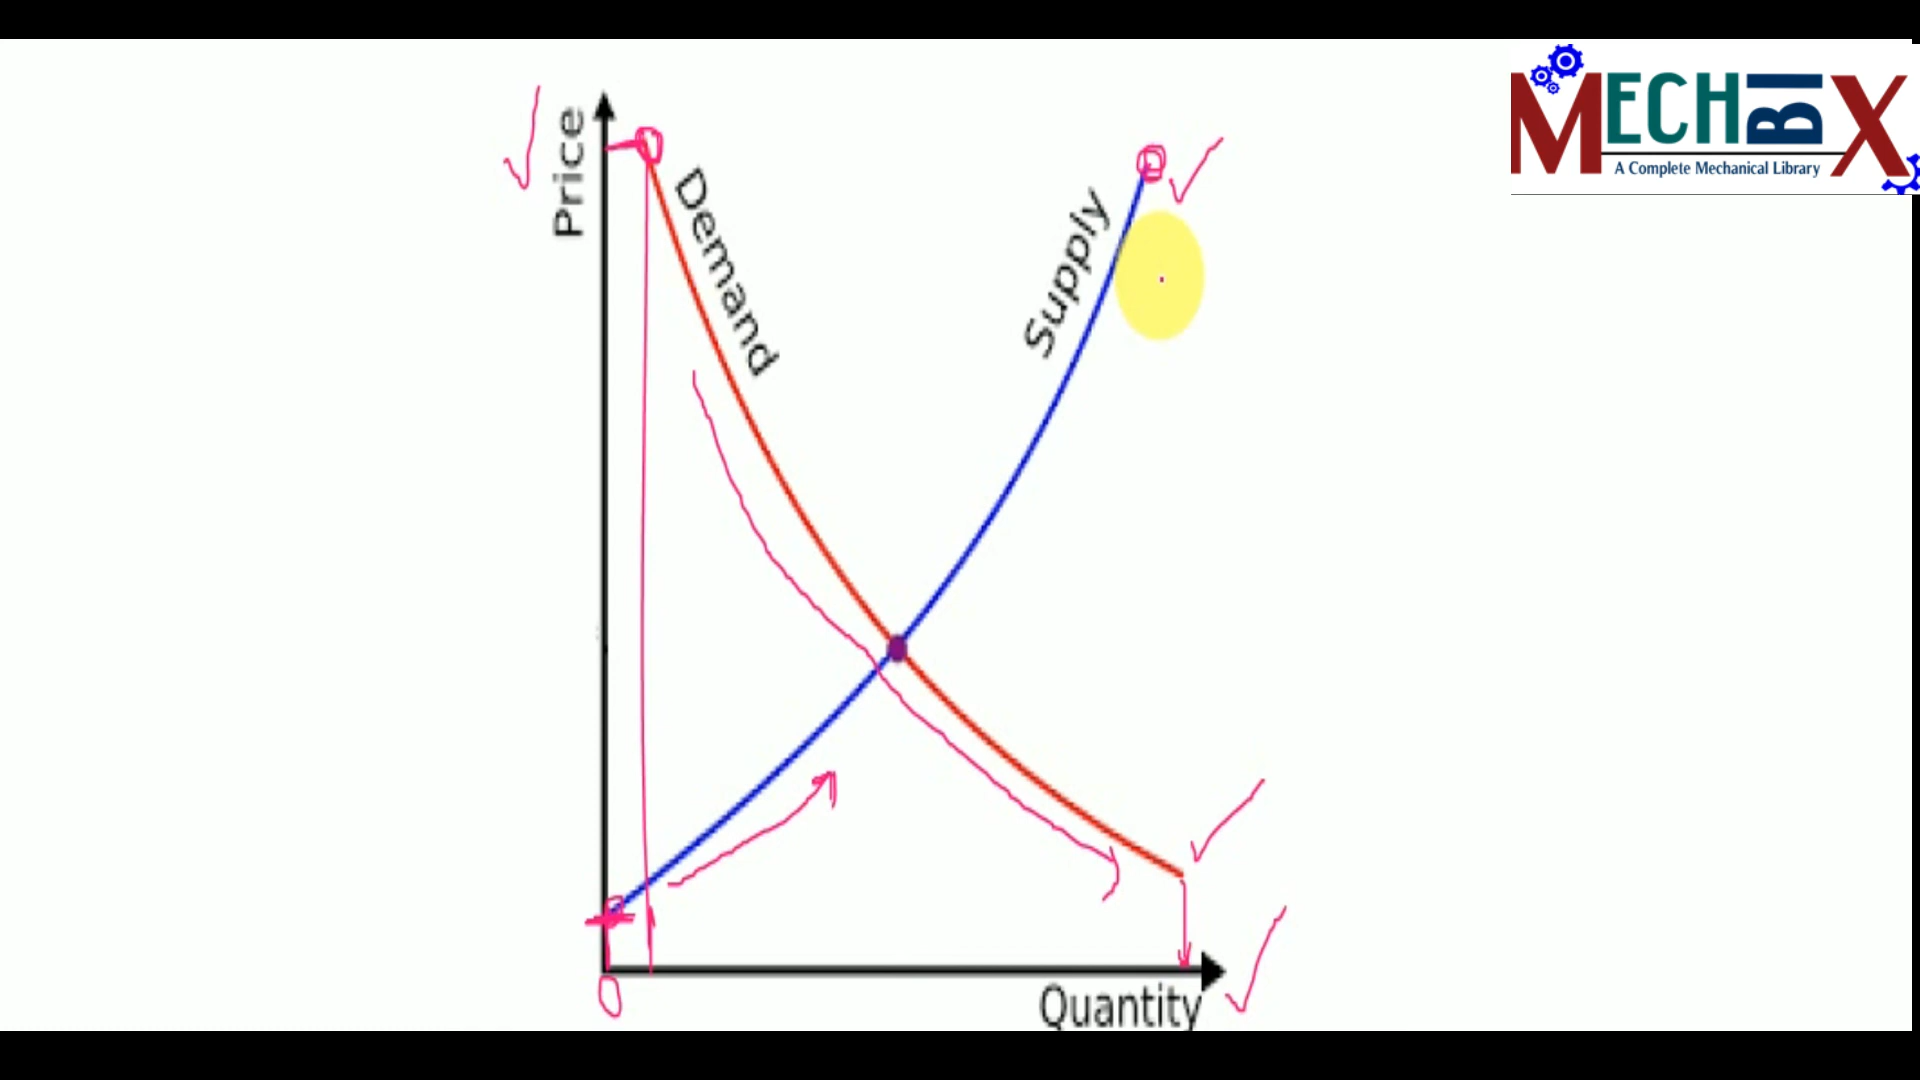 MECHBIX
A Complete Mechanical Library
Price
Demand
Supply
0
Quantity